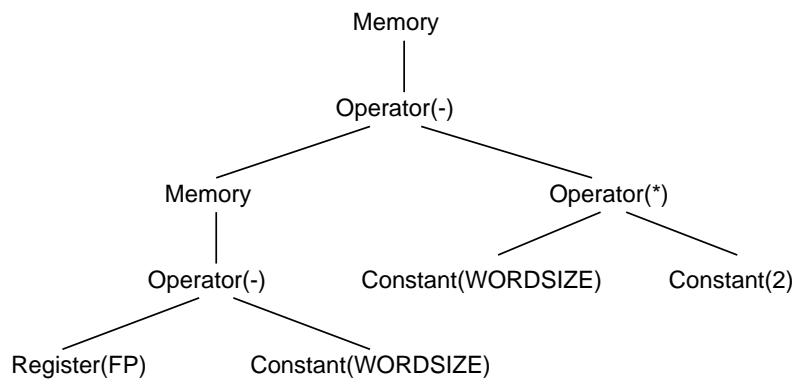 Memory
Operator(-)
Memory
Operator(*)
Operator(-)
Constant(WORDSIZE)
Constant(2)
Register(FP)
Constant(WORDSIZE)